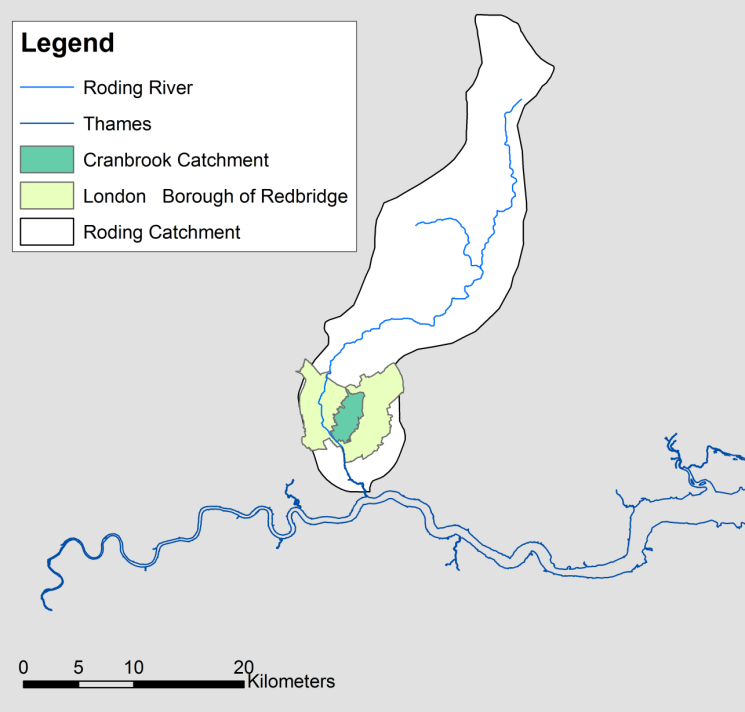 Legend
Roding River
Thames
Cranbrook Catchment
London   Borough of Redbridge
Roding Catchment
0 5 10 20
Kilometers